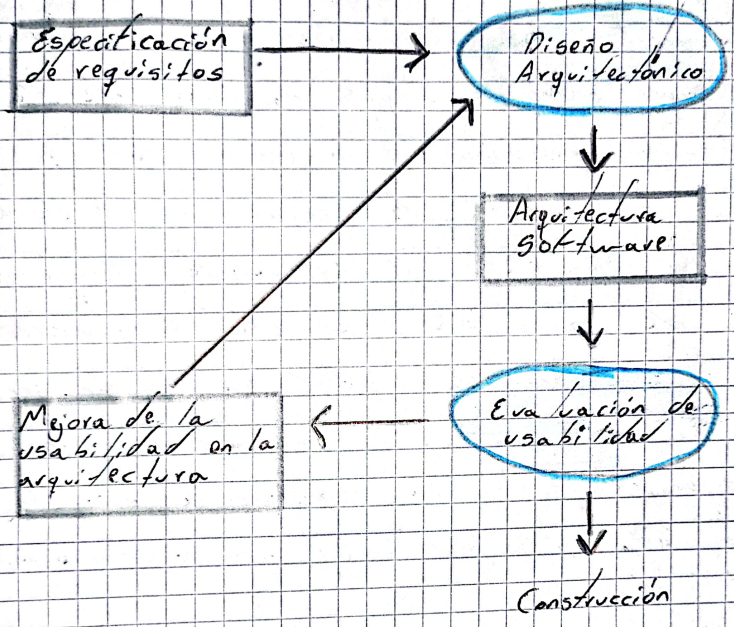 Especificación
de requisitos
Diseño
Arquitectónico
Arquitectura
Software
Evaluación de
usabilidad
Mejora de la
usabilidad en la
arquitectura
Construcción